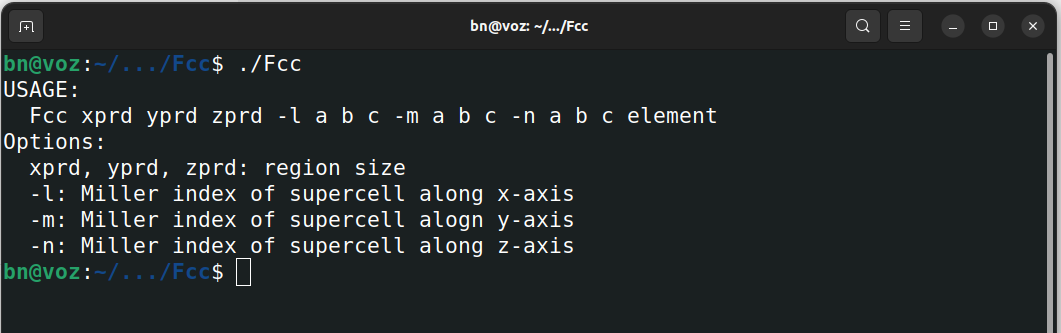 bn@voz: ~/.../Fcc
bn@voz:~/.../Fcc$ ./Fcc
USAGE:
  Fcc xprd yprd zprd -l a b c -m a b c -n a b c element
Options:
  xprd, yprd, zprd: region size
  -l: Miller index of supercell along x-axis
  -m: Miller index of supercell alogn y-axis
  -n: Miller index of supercell along z-axis
bn@voz:~/.../Fcc$